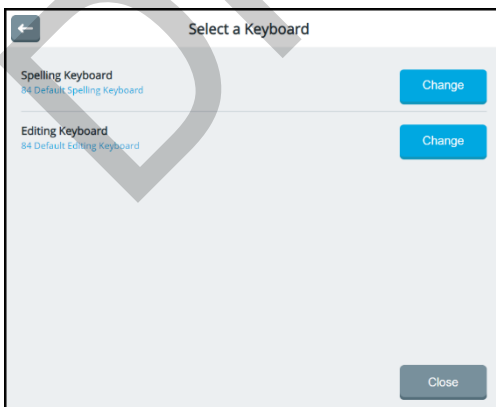 Select a Keyboard
Spelling Keyboard
84 Default Spelling Keyboard
Change
Editing Keyboard
84 Default Editing Keyboard
Change
Close